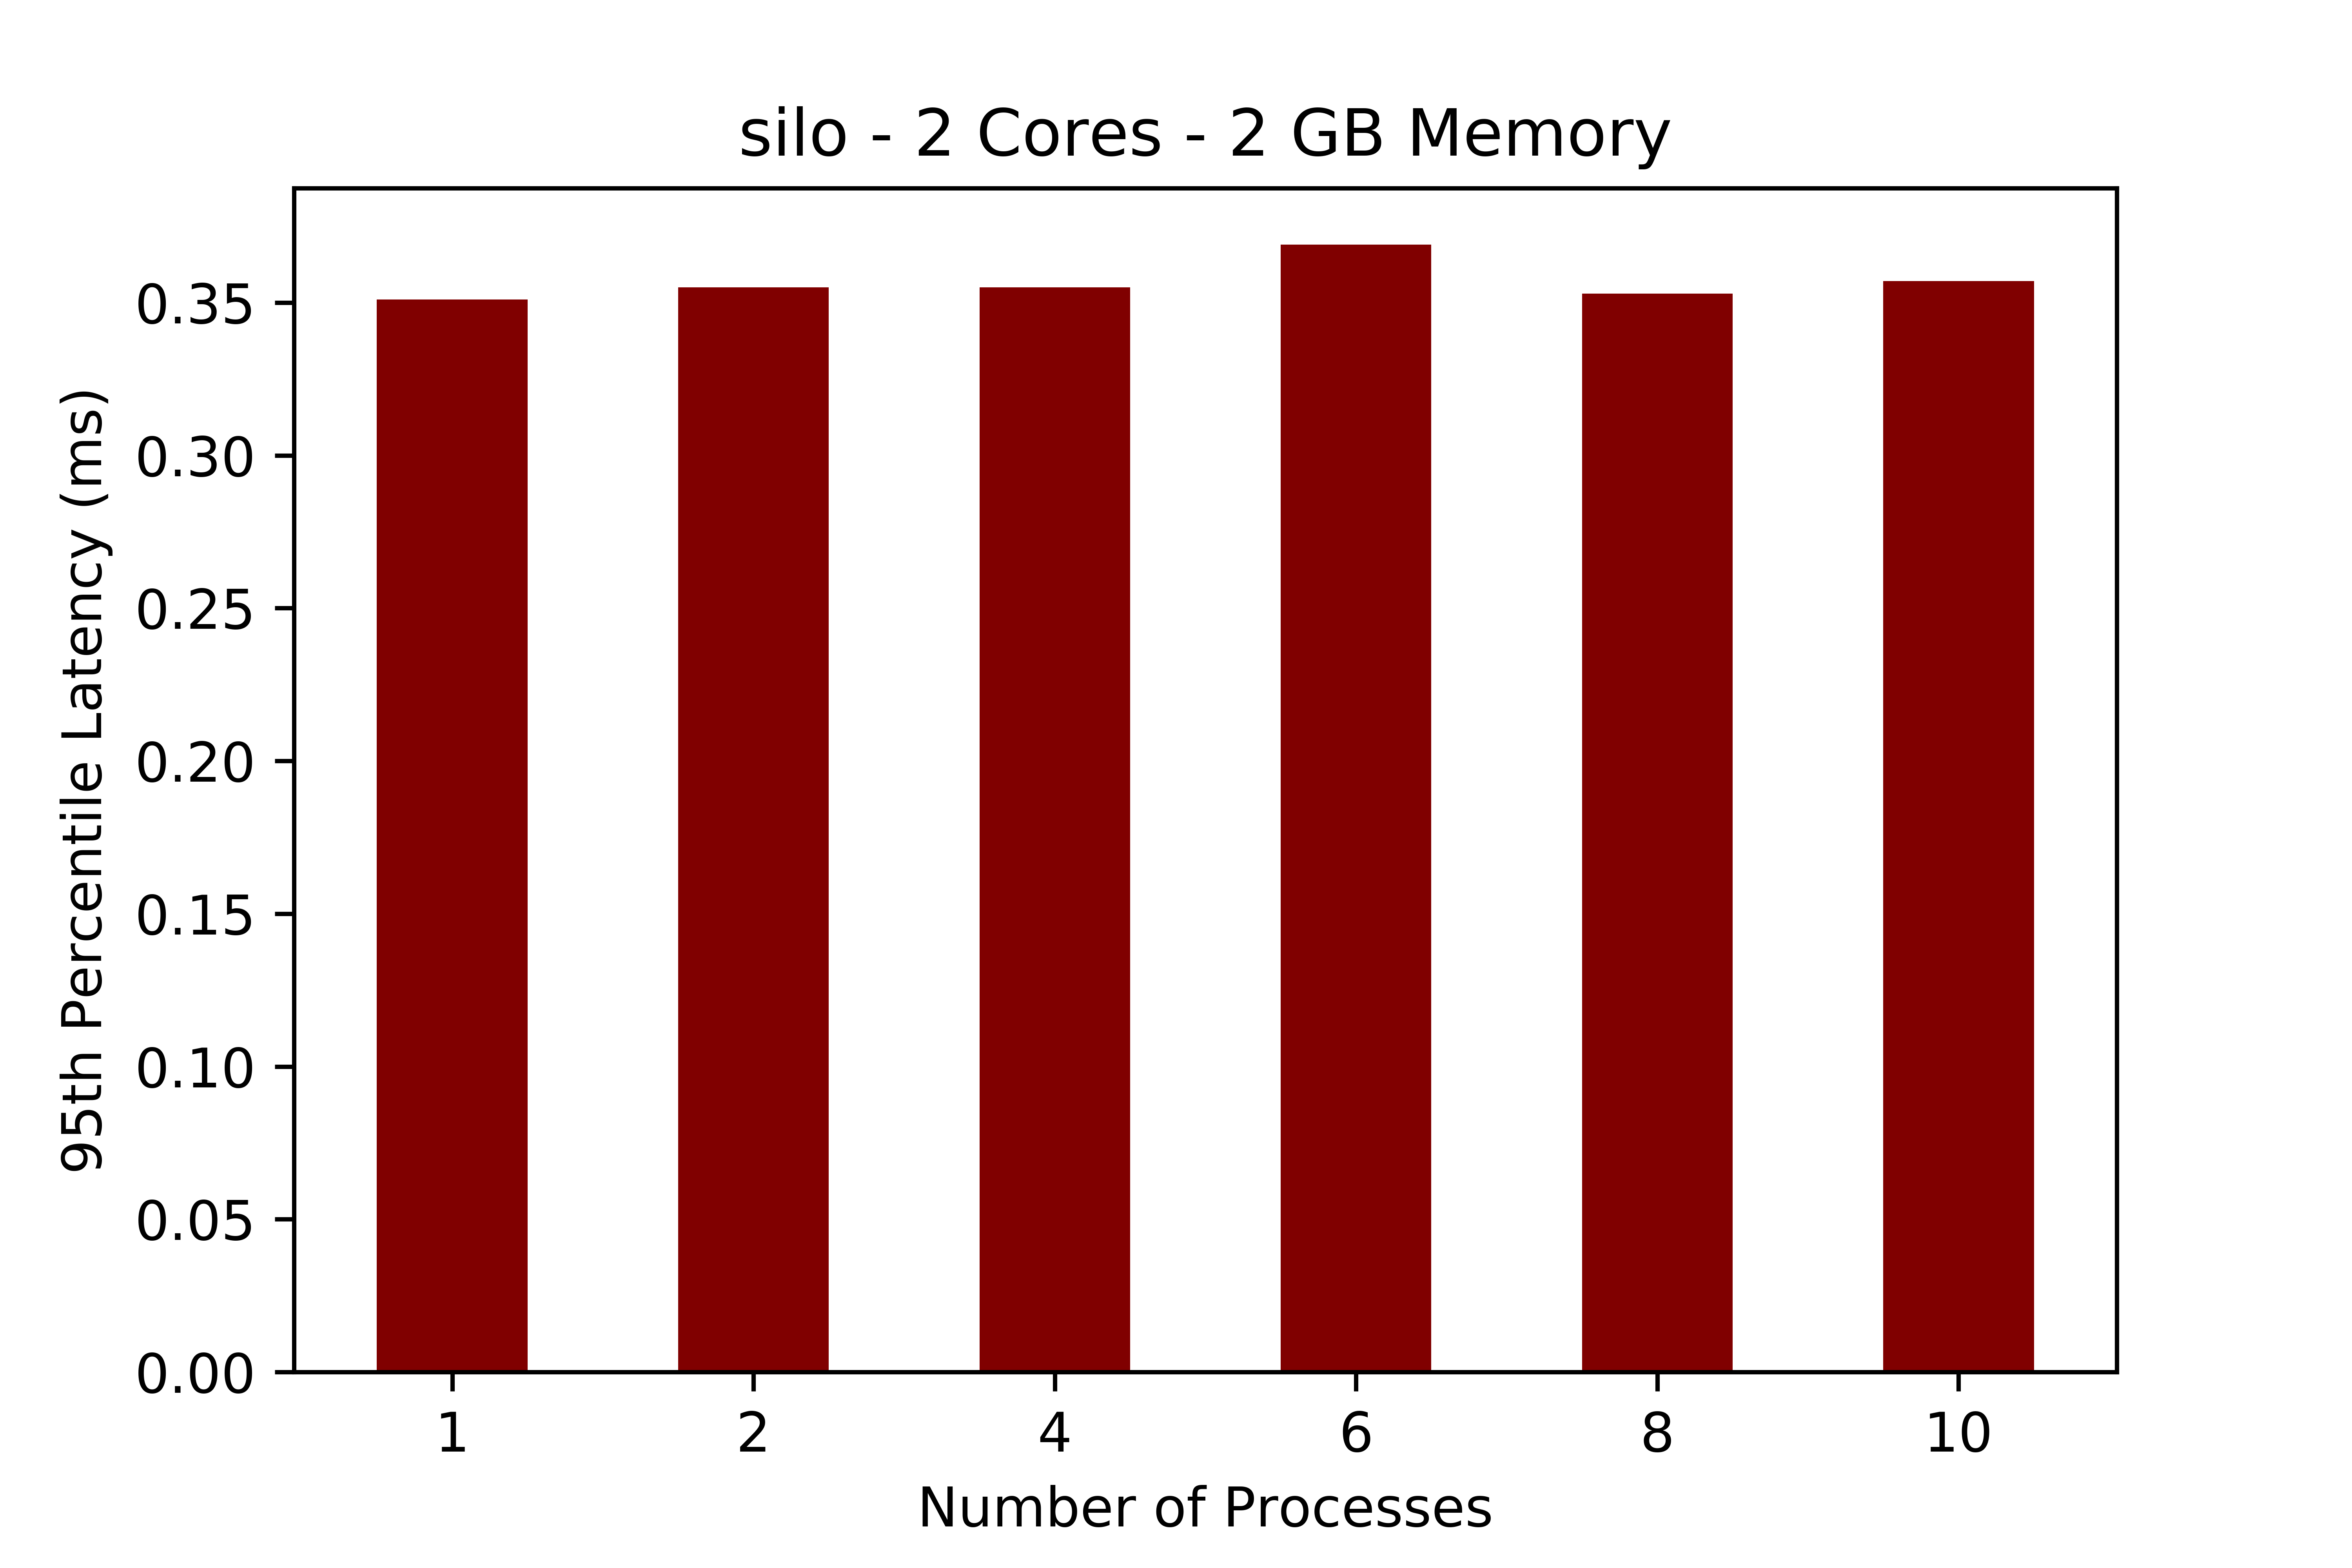 silo - 2 Cores - 2 GB Memory
95th Percentile Latency (ms)
0.35
0.30
0.25
0.20
0.15
0.10
0.05
0.00
1 2 4 6 8 10
Number of Processes